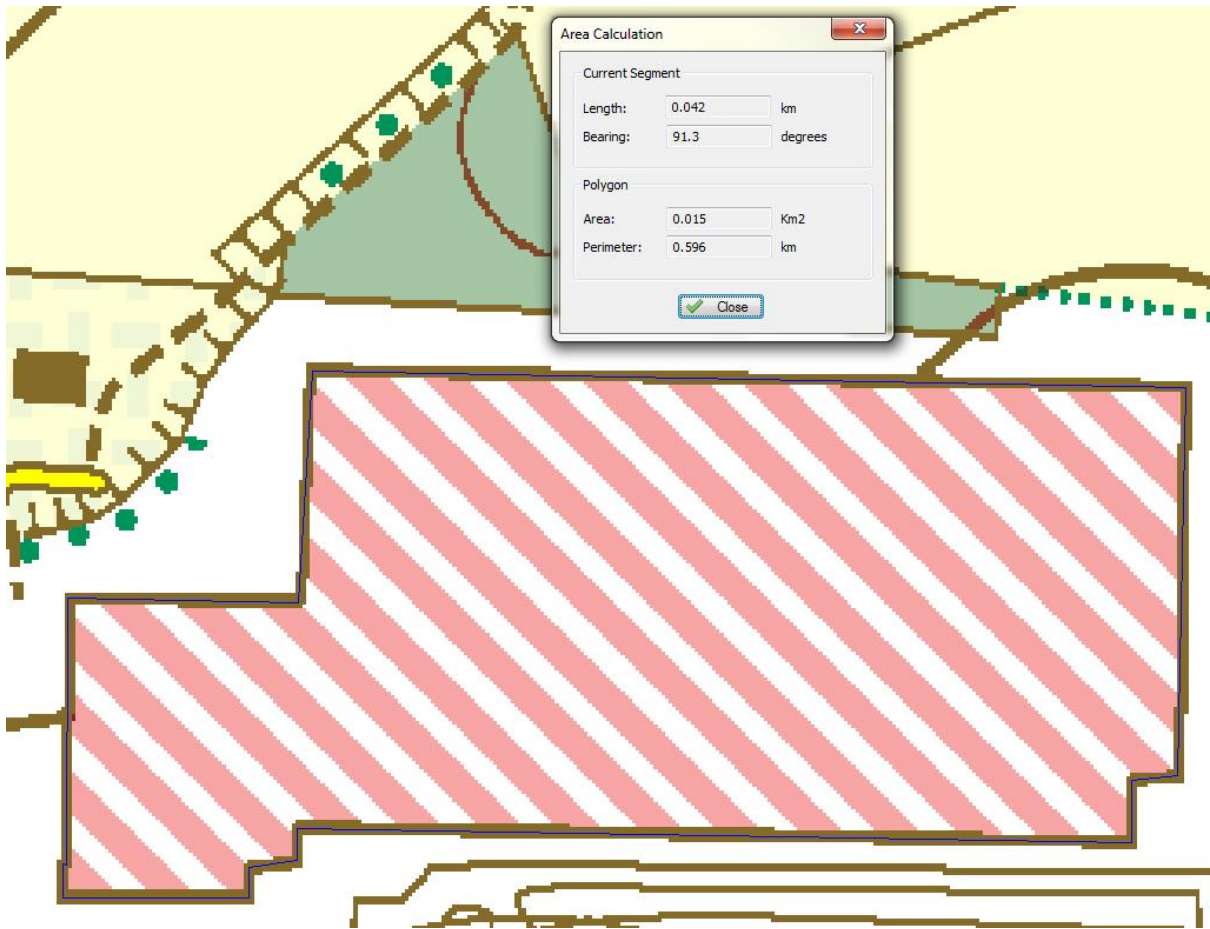 Area Calculation
Current Segment
Length: 0.042 km
Bearing: 91.3 degrees
Polygon
Area: 0.015 Km2
Perimeter: 0.596 km
Close